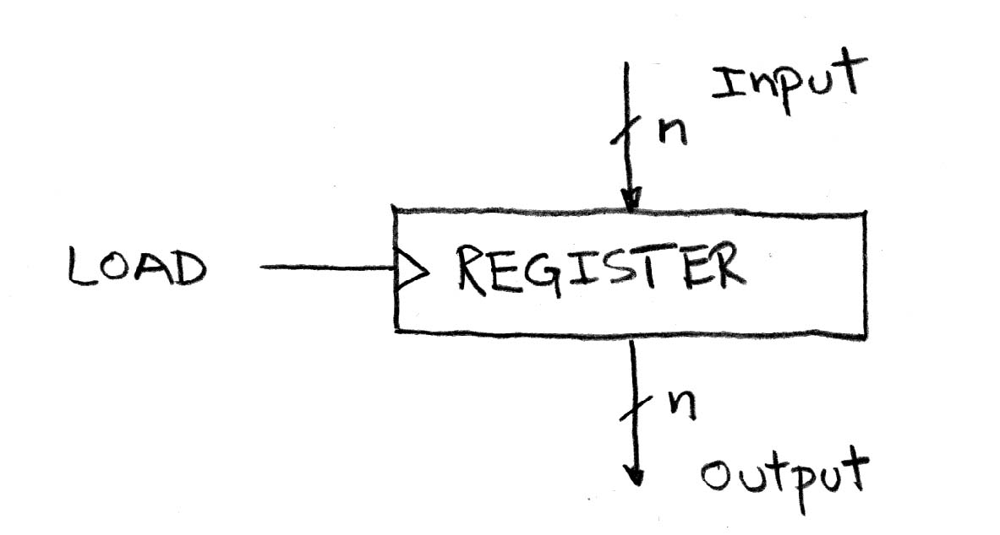 Input
n
LOAD
REGISTER
n
output